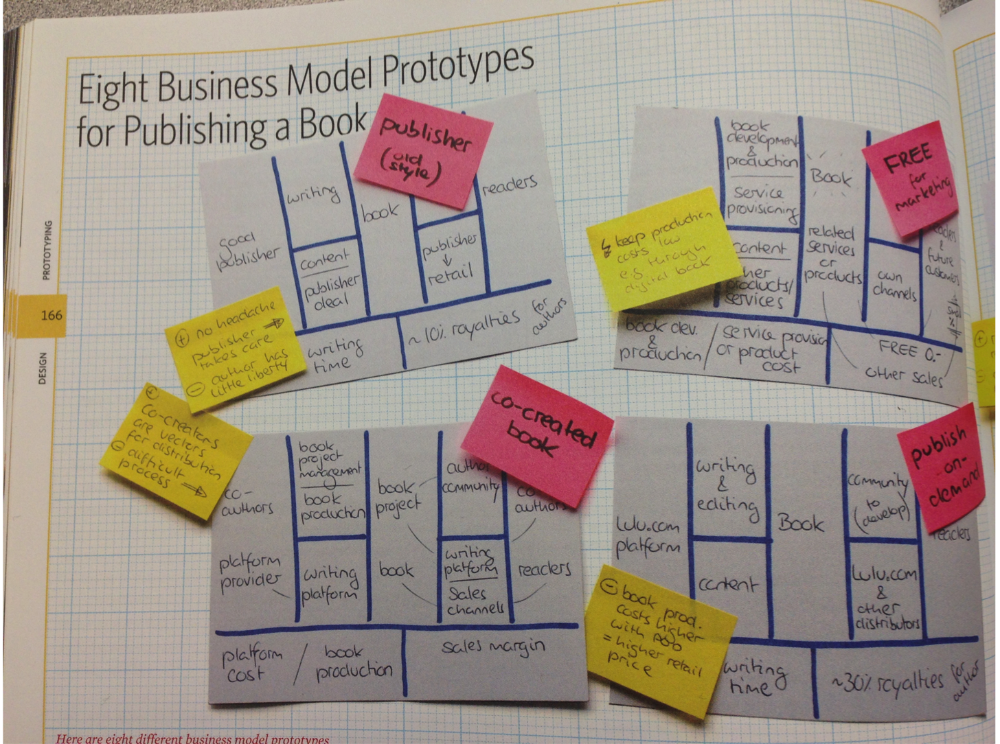 Eight Business Model Prototypes
for Publishing a Book
PROTOTYPING
166
DESIGN
publisher
(old
style)
good
publisher
writing
content
publisher
deal
book
publisher
retail
readers
writing
time
~10% royalties for
authors
+ no headache
publisher
takes care
- author has
little liberty
FREE
for
marketing
book
development
&
production
service
provisioning
content
products/
services
Book
related
services
or
products
own
channels
&
future
customers
keep production
costs low
e.g. through
digital book
book dev.
&
production/
service provision
or product
cost
FREE 0.-
other sales
co-created
book
+
co-creators
are vectors
for distribution
- difficult
process
co-
authors
platform
provider
book
project
management
book
production
writing
platform
book
project
book
author
community
writing
platform
sales
channels
co
authors
readers
platform
cost
/
book
production
sales margin
publish
on-
demand
Lulu.com
platform
writing
&
editing
content
Book
community
to
(develop)
Lulu.com
&
other
distributors
readers
- book prod.
costs higher
with PoD
= higher retail
price
writing
time
~30% royalties for
author
Here are eight different business model prototypes